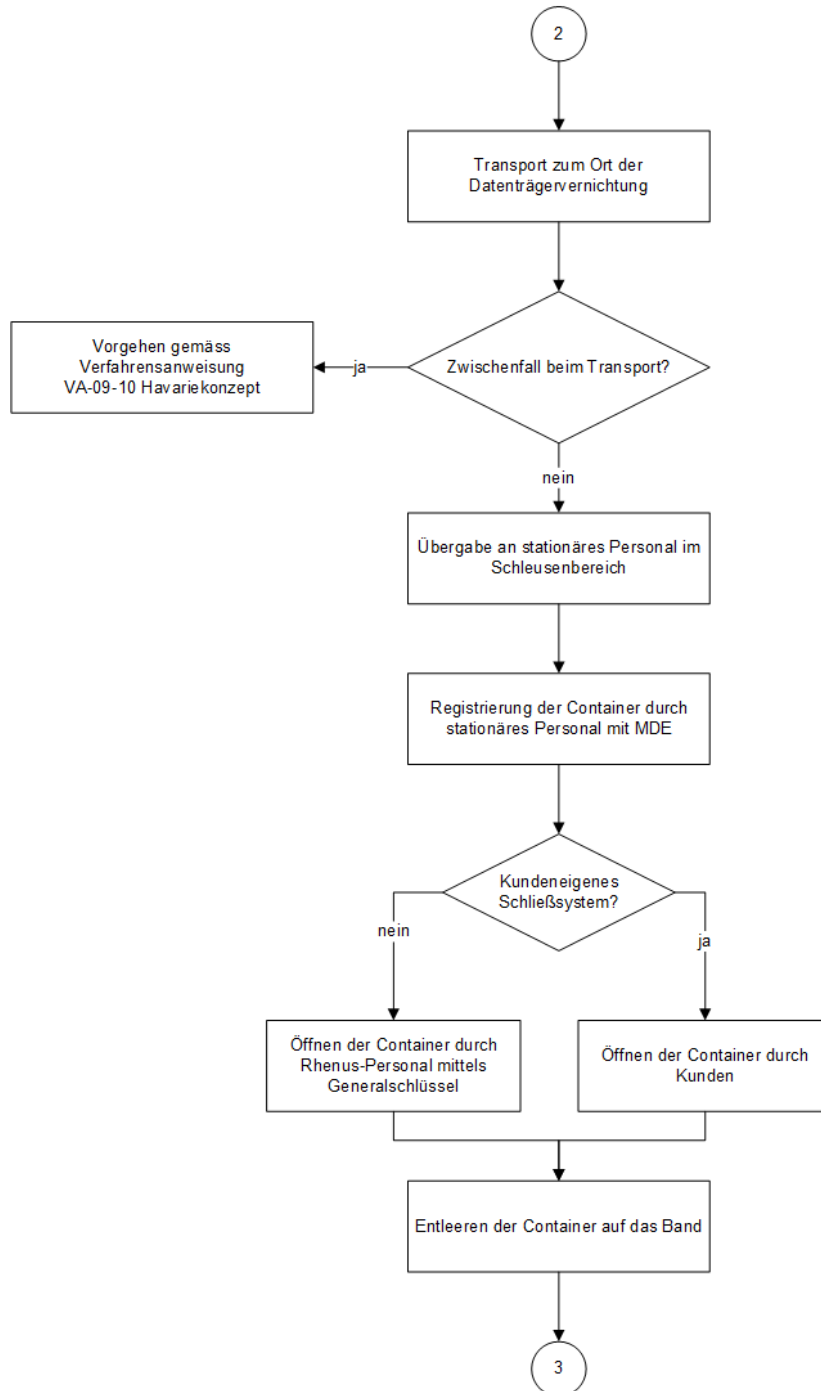 2
Transport zum Ort der
Datenträgervernichtung
Zwischenfall beim Transport?
ja
Vorgehen gemäss
Verfahrensanweisung
VA-09-10 Havariekonzept
nein
Übergabe an stationäres Personal im
Schleusenbereich
Registrierung der Container durch
stationäres Personal mit MDE
Kundeneigenes
Schließsystem?
nein
ja
Öffnen der Container durch
Rhenus-Personal mittels
Generalschlüssel
Öffnen der Container durch
Kunden
Entleeren der Container auf das Band
3